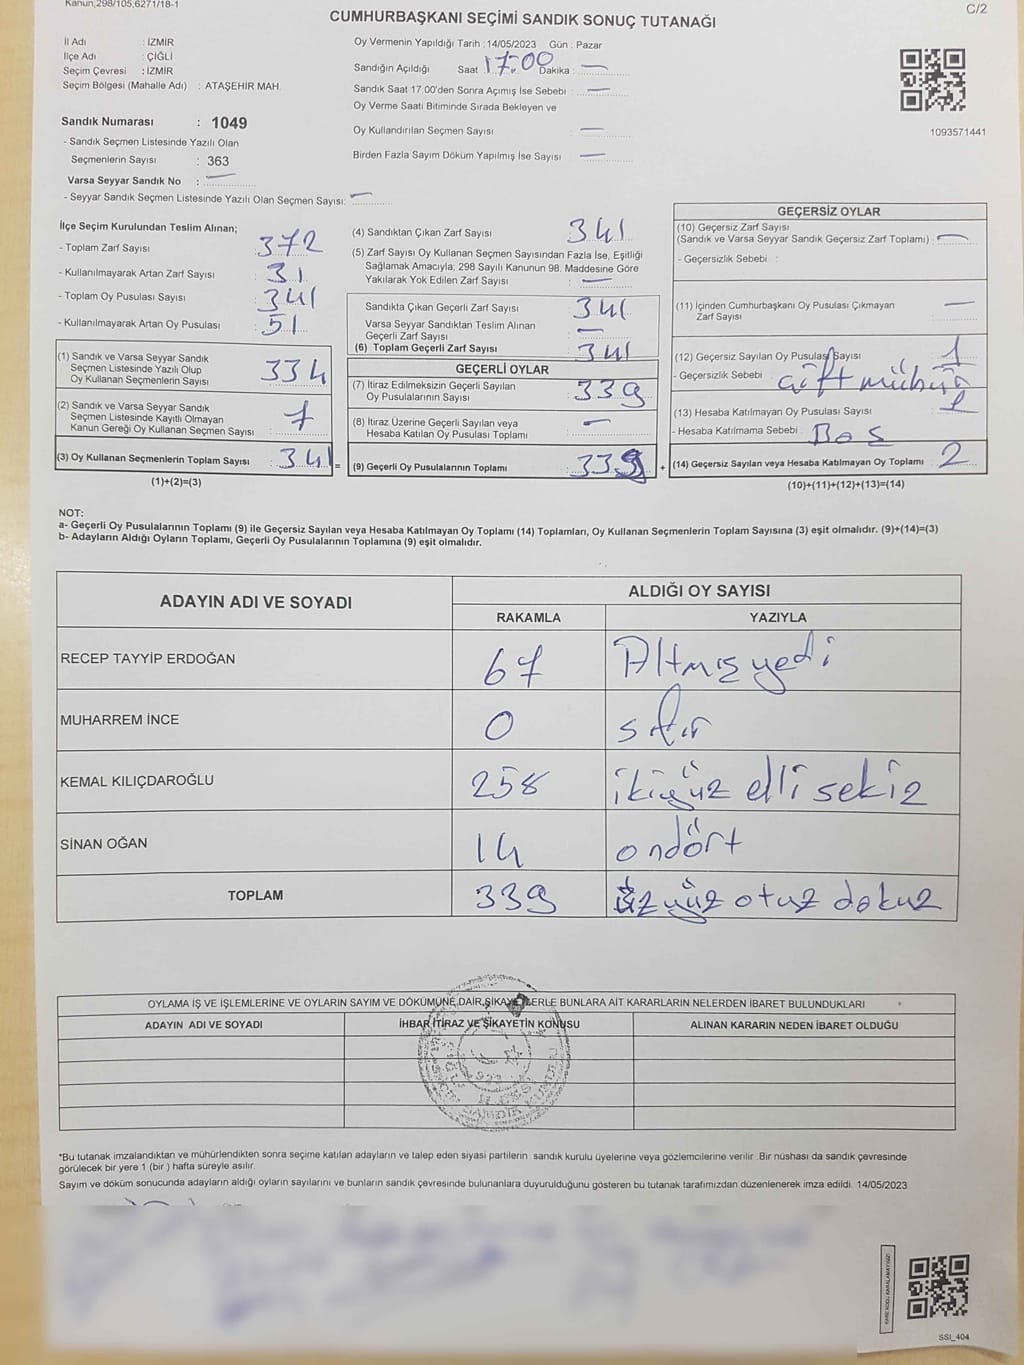 Kanun,298/105,6271/18-1
C/2
CUMHURBAŞKANI SEÇİMİ SANDIK SONUÇ TUTANAĞI
İl Adı : İZMİR
İlçe Adı : ÇİĞLİ
Seçim Çevresi : İZMİR
Seçim Bölgesi (Mahalle Adı) : ATAŞEHİR MAH.
Oy Vermenin Yapıldığı Tarih : 14/05/2023 Gün : Pazar
Sandığın Açıldığı Saat 17:00 Dakika : —
Sandık Saat 17.00'den Sonra Açımış İse Sebebi : —
Oy Verme Saati Bitiminde Sırada Bekleyen ve
Oy Kullandırılan Seçmen Sayısı : —
Birden Fazla Sayım Döküm Yapılmış İse Sayısı : —
1093571441
Sandık Numarası : 1049
- Sandık Seçmen Listesinde Yazılı Olan
Seçmenlerin Sayısı : 363
Varsa Seyyar Sandık No : —
- Seyyar Sandık Seçmen Listesinde Yazılı Olan Seçmen Sayısı: —
İlçe Seçim Kurulundan Teslim Alınan;
- Toplam Zarf Sayısı : 372
- Kullanılmayarak Artan Zarf Sayısı : 31
- Toplam Oy Pusulası Sayısı : 341
- Kullanılmayarak Artan Oy Pusulası : 51
(1) Sandık ve Varsa Seyyar Sandık
Seçmen Listesinde Yazılı Olup
Oy Kullanan Seçmenlerin Sayısı : 334
(2) Sandık ve Varsa Seyyar Sandık
Seçmen Listesinde Kayıtlı Olmayan
Kanun Gereği Oy Kullanan Seçmen Sayısı : 7
(3) Oy Kullanan Seçmenlerin Toplam Sayısı : 341 =
(1)+(2)=(3)
(4) Sandıktan Çıkan Zarf Sayısı : 341
(5) Zarf Sayısı Oy Kullanan Seçmen Sayısından Fazla İse, Eşitliği
Sağlamak Amacıyla; 298 Sayılı Kanunun 98. Maddesine Göre
Yakılarak Yok Edilen Zarf Sayısı : —
Sandıkta Çıkan Geçerli Zarf Sayısı : 341
Varsa Seyyar Sandıktan Teslim Alınan
Geçerli Zarf Sayısı : —
(6) Toplam Geçerli Zarf Sayısı : 341
GEÇERLİ OYLAR
(7) İtiraz Edilmeksizin Geçerli Sayılan
Oy Pusulalarının Sayısı : 339
(8) İtiraz Üzerine Geçerli Sayılan veya
Hesaba Katılan Oy Pusulası Toplamı : —
(9) Geçerli Oy Pusulalarının Toplamı : 339 +
GEÇERSİZ OYLAR
(10) Geçersiz Zarf Sayısı
(Sandık ve Varsa Seyyar Sandık Geçersiz Zarf Toplamı) : —
- Geçersizlik Sebebi :
(11) İçinden Cumhurbaşkanı Oy Pusulası Çıkmayan
Zarf Sayısı : —
(12) Geçersiz Sayılan Oy Pusulası Sayısı : 1
- Geçersizlik Sebebi : Çift mühür
(13) Hesaba Katılmayan Oy Pusulası Sayısı : 1
- Hesaba Katılmama Sebebi : Boş
(14) Geçersiz Sayılan veya Hesaba Katılmayan Oy Toplamı : 2
(10)+(11)+(12)+(13)=(14)
NOT:
a- Geçerli Oy Pusulalarının Toplamı (9) ile Geçersiz Sayılan veya Hesaba Katılmayan Oy Toplamı (14) Toplamları, Oy Kullanan Seçmenlerin Toplam Sayısına (3) eşit olmalıdır. (9)+(14)=(3)
b- Adayların Aldığı Oyların Toplamı, Geçerli Oy Pusulalarının Toplamına (9) eşit olmalıdır.
ADAYIN ADI VE SOYADI ALDIĞI OY SAYISI
RAKAMLA YAZIYLA
RECEP TAYYİP ERDOĞAN 67 Altmış yedi
MUHARREM İNCE 0 sıfır
KEMAL KILIÇDAROĞLU 258 ikiyüz elli sekiz
SİNAN OĞAN 14 ondört
TOPLAM 339 üzyüz otuz dokuz
OYLAMA İŞ VE İŞLEMLERİNE VE OYLARIN SAYIM VE DÖKÜMÜNE DAİR ŞİKAYETLERLE BUNLARA AİT KARARLARIN NELERDEN İBARET BULUNDUKLARI
ADAYIN ADI VE SOYADI İHBAR İTİRAZ VE ŞİKAYETİN KONUSU ALINAN KARARIN NEDEN İBARET OLDUĞU
*Bu tutanak imzalandıktan ve mühürlendikten sonra seçime katılan adayların ve talep eden siyasi partilerin sandık kurulu üyelerine veya gözlemcilerine verilir. Bir nüshası da sandık çevresinde
görülecek bir yere 1 (bir ) hafta süreyle asılır.
Sayım ve döküm sonucunda adayların aldığı oyların sayılarını ve bunların sandık çevresinde bulunanlara duyurulduğunu gösteren bu tutanak tarafımızdan düzenlenerek imza edildi. 14/05/2023
SSI_404